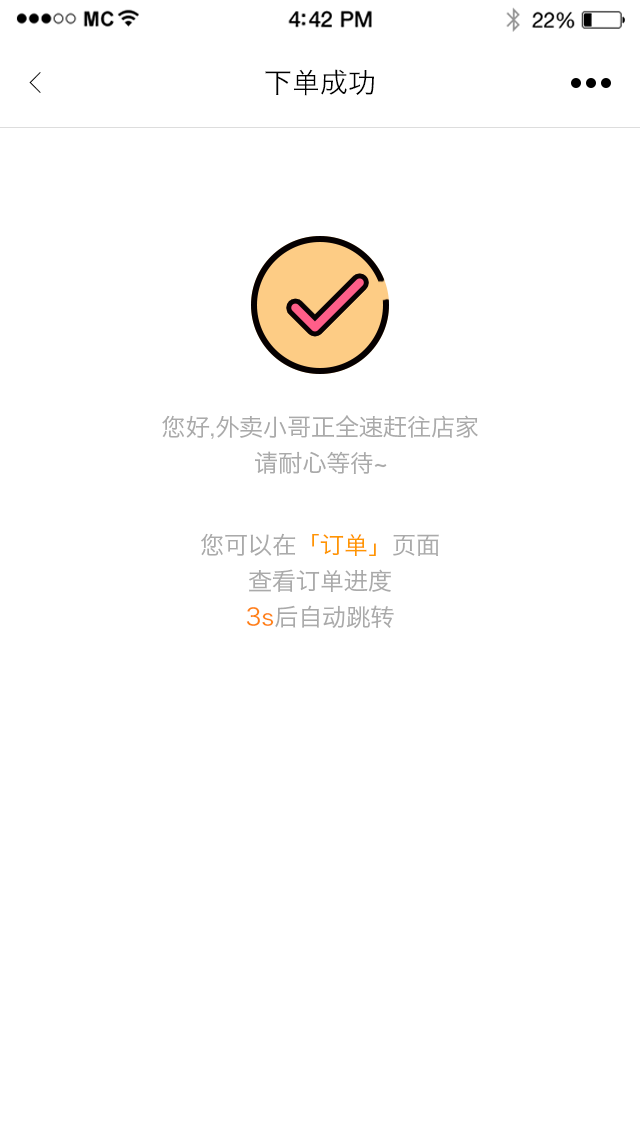 MC 4:42 PM 22%
下单成功
您好,外卖小哥正全速赶往店家
请耐心等待~
您可以在「订单」页面
查看订单进度
3s后自动跳转